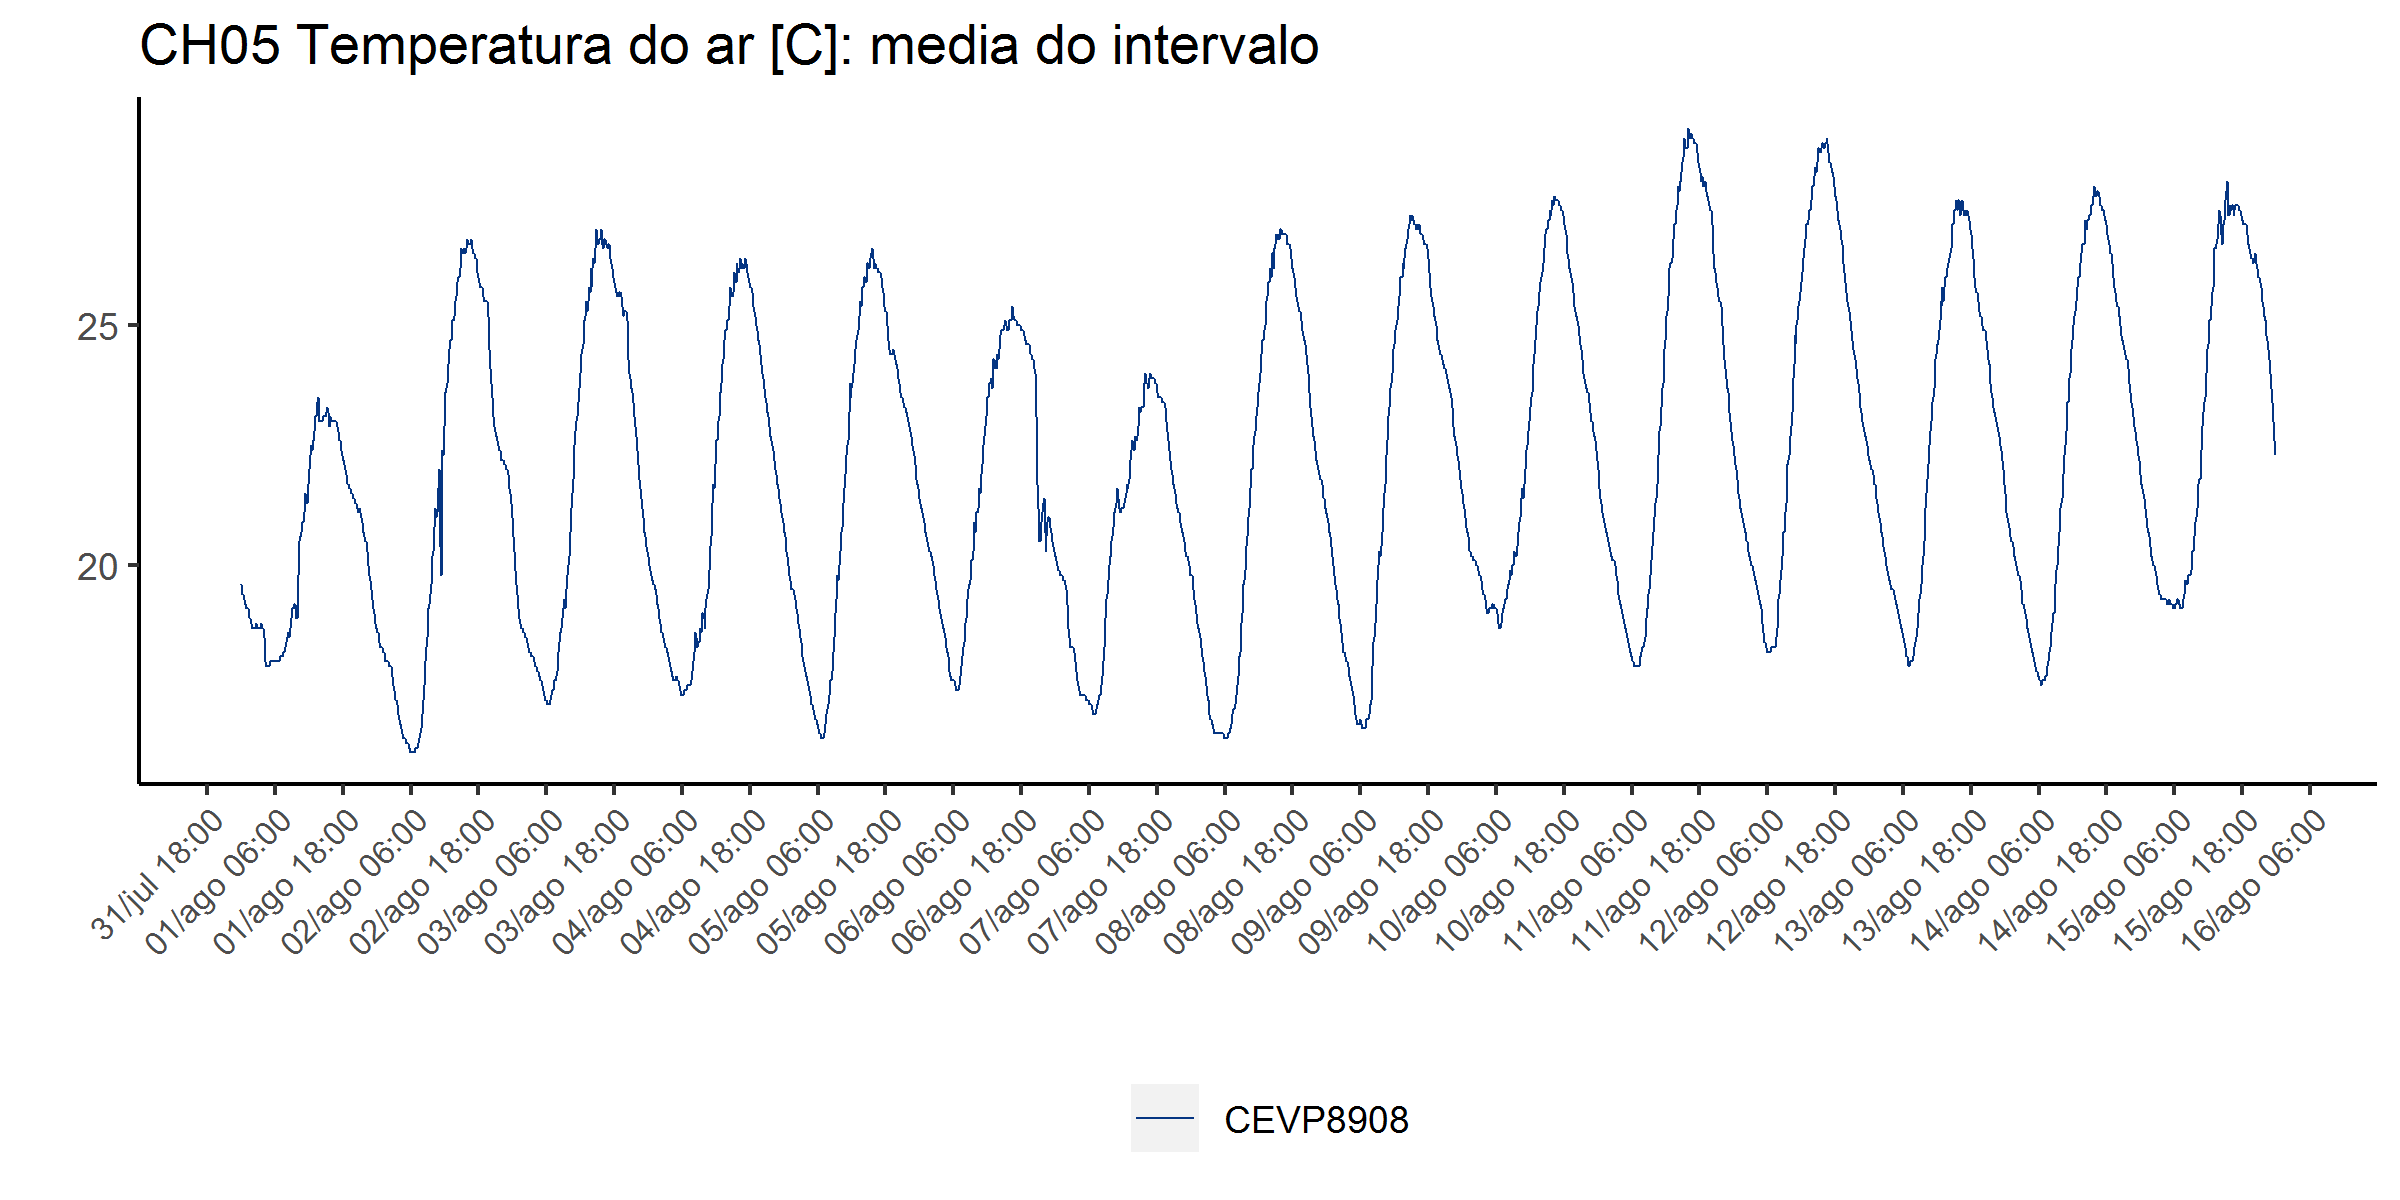 CH05 Temperatura do ar [C]: media do intervalo
25
20
31/jul 18:00
01/ago 06:00
01/ago 18:00
02/ago 06:00
02/ago 18:00
03/ago 06:00
03/ago 18:00
04/ago 06:00
04/ago 18:00
05/ago 06:00
05/ago 18:00
06/ago 06:00
06/ago 18:00
07/ago 06:00
07/ago 18:00
08/ago 06:00
08/ago 18:00
09/ago 06:00
09/ago 18:00
10/ago 06:00
10/ago 18:00
11/ago 06:00
11/ago 18:00
12/ago 06:00
12/ago 18:00
13/ago 06:00
13/ago 18:00
14/ago 06:00
14/ago 18:00
15/ago 06:00
15/ago 18:00
16/ago 06:00
CEVP8908